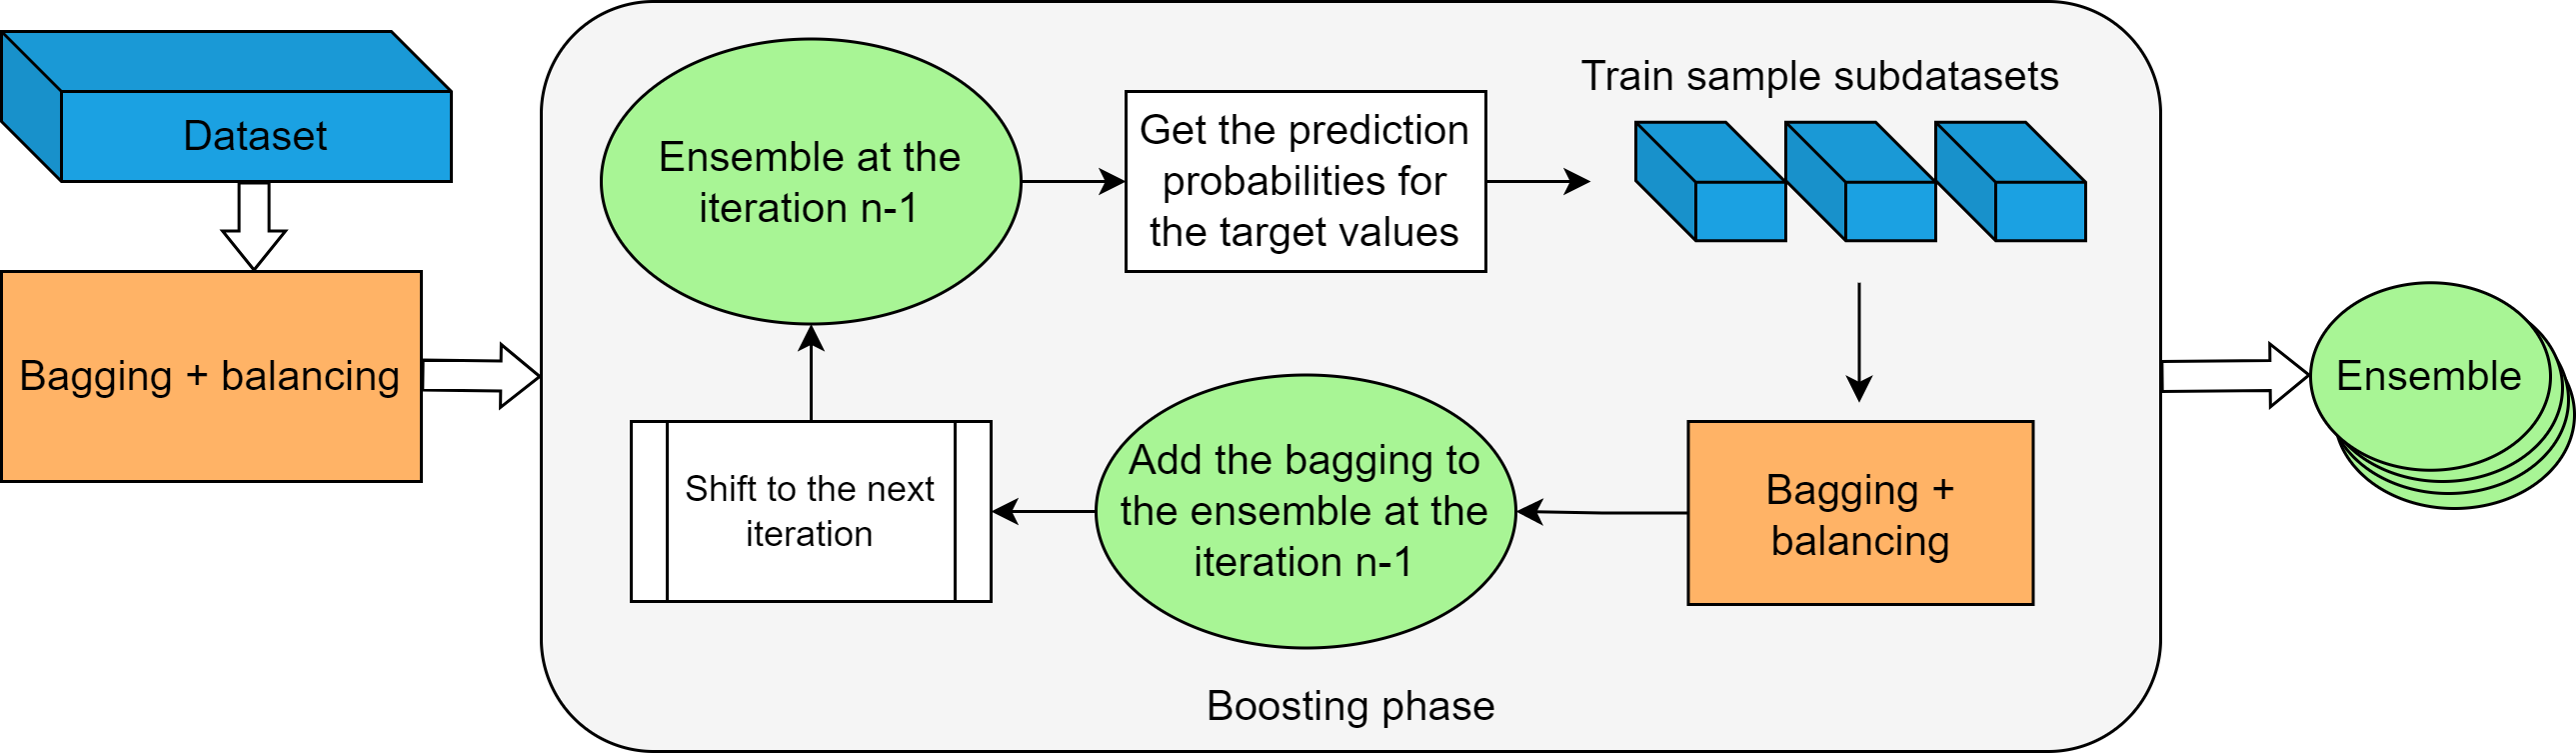 Dataset
Bagging + balancing
Ensemble at the
iteration n-1
Get the prediction
probabilities for
the target values
Train sample subdatasets
Bagging +
balancing
Add the bagging to
the ensemble at the
iteration n-1
Shift to the next
iteration
Boosting phase
Ensemble